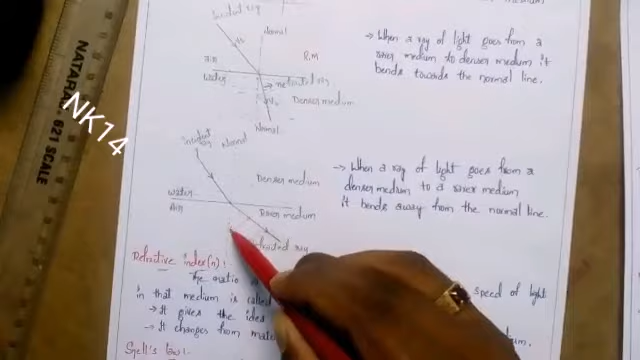 Incident ray
Normal
Air
R.M
Water
Denser medium
Normal
→ When a ray of light goes from a
rarer medium to denser medium it
bends towards the normal line.
NATARAJ 621 SCALE
NK14
Incident
Normal
Denser medium
Water
Air
Rarer medium
Refracted ray
→ When a ray of light goes from a
denser medium to a rarer medium
it bends away from the normal line.
Refractive index(n):
The ratio
speed of light
in that medium is called
→ It gives the idea
→ It changes from
Snell's law: